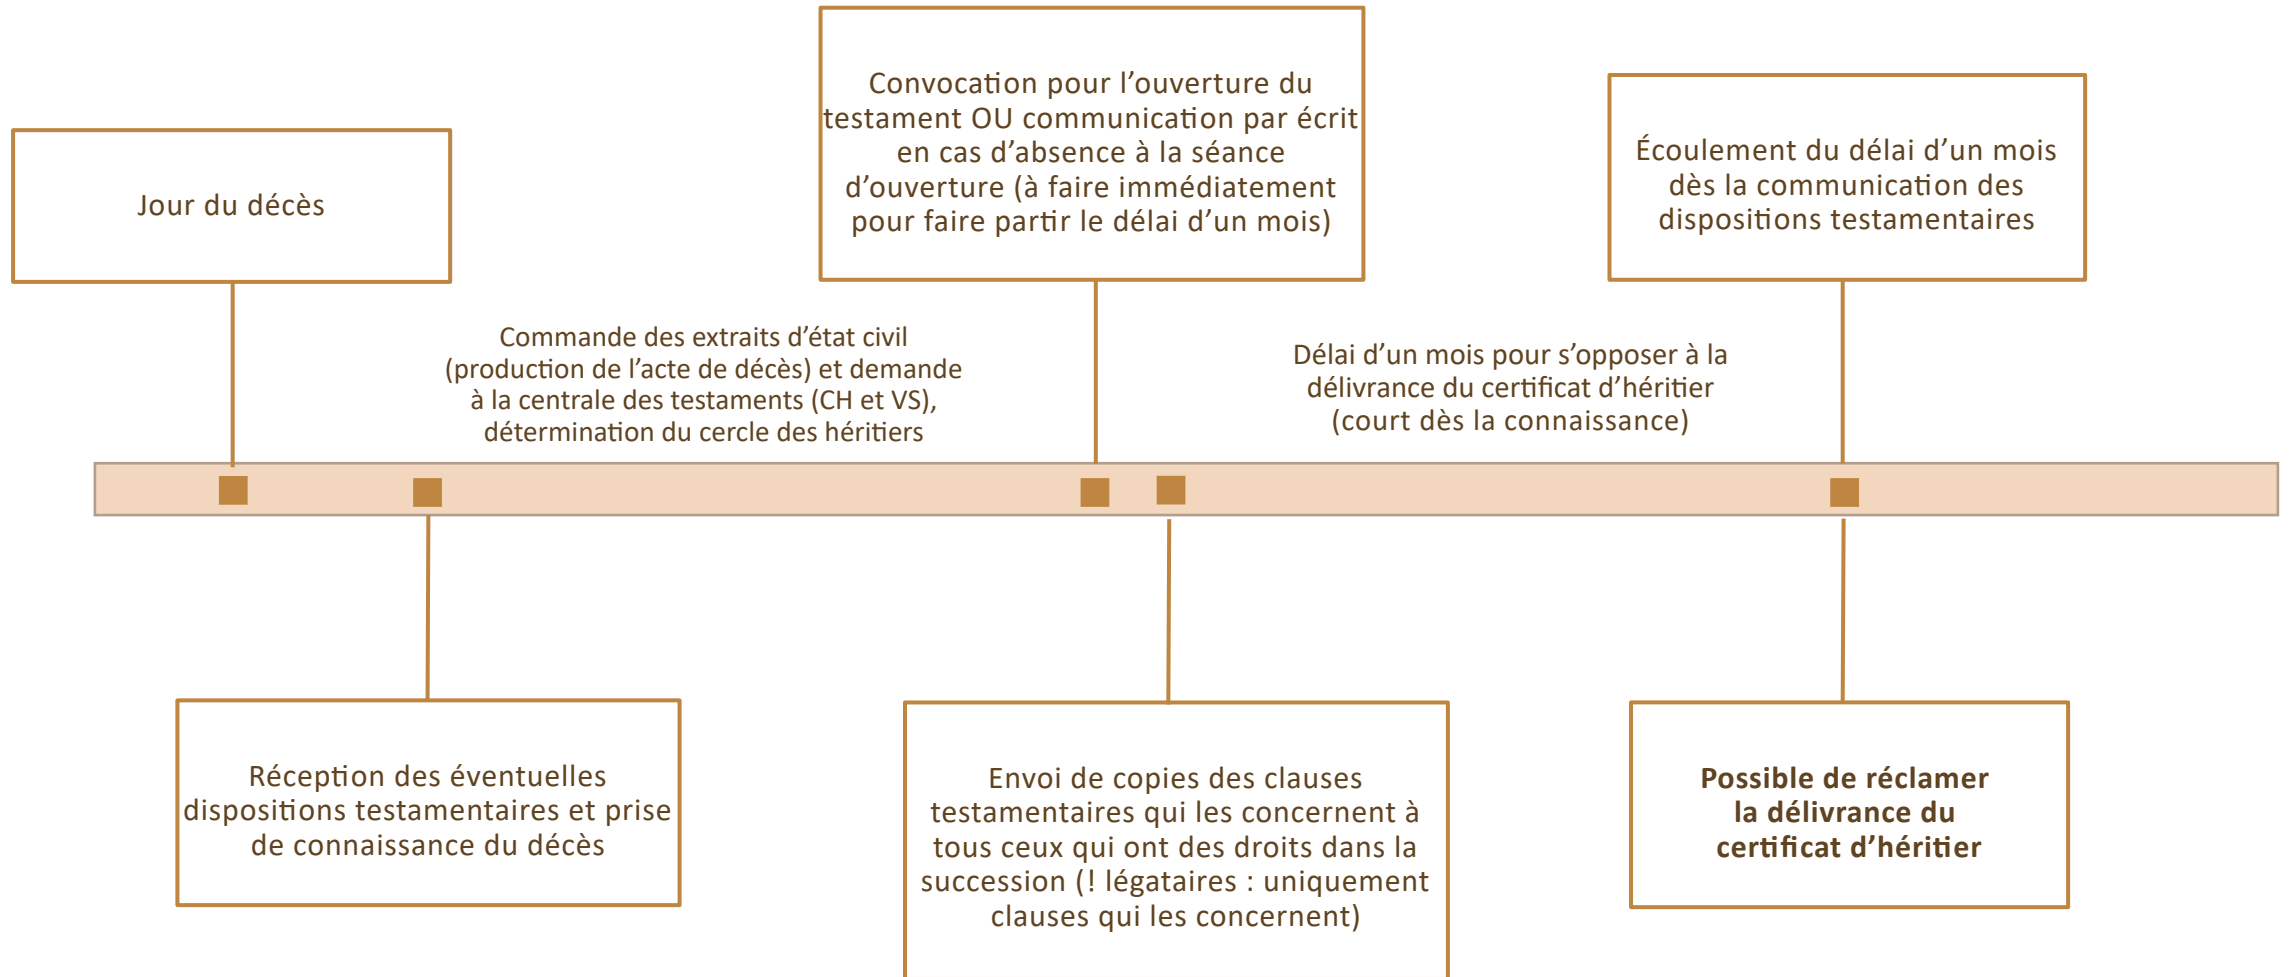 Jour du décès
Convocation pour l’ouverture du
testament OU communication par écrit
en cas d’absence à la séance
d’ouverture (à faire immédiatement
pour faire partir le délai d’un mois)
Écoulement du délai d’un mois
dès la communication des
dispositions testamentaires
Commande des extraits d’état civil
(production de l’acte de décès) et demande
à la centrale des testaments (CH et VS),
détermination du cercle des héritiers
Délai d’un mois pour s’opposer à la
délivrance du certificat d’héritier
(court dès la connaissance)
Réception des éventuelles
dispositions testamentaires et prise
de connaissance du décès
Envoi de copies des clauses
testamentaires qui les concernent à
tous ceux qui ont des droits dans la
succession (! légataires : uniquement
clauses qui les concernent)
Possible de réclamer
la délivrance du
certificat d’héritier